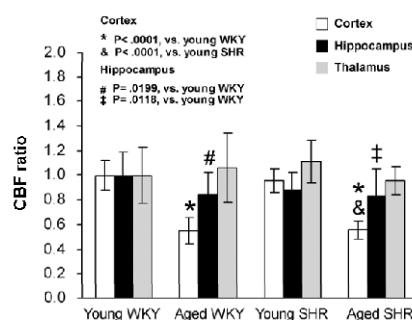 Cortex
* P< .0001, vs. young WKY
& P< .0001, vs. young SHR
Hippocampus
# P= .0199, vs. young WKY
‡ P= .0118, vs. young WKY
Cortex
Hippocampus
Thalamus
CBF ratio
2.0
1.8
1.6
1.4
1.2
1.0
0.8
0.6
0.4
0.2
0.0
*
#
*
&
‡
Young WKY Aged WKY Young SHR Aged SHR